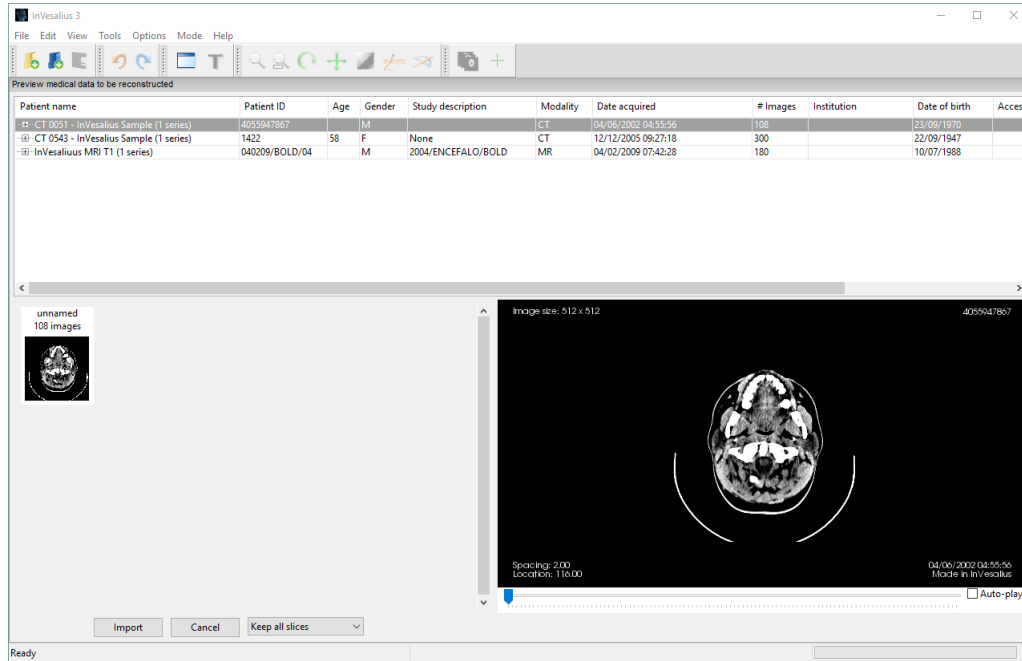 InVesalius 3
File Edit View Tools Options Mode Help
Preview medical data to be reconstructed
Patient name Patient ID Age Gender Study description Modality Date acquired # Images Institution Date of birth Acces
CT 0051 - InVesalius Sample (1 series) 4055947867 M CT 04/06/2002 04:55:56 108 23/09/1970
CT 0543 - InVesalius Sample (1 series) 1422 58 F None CT 12/12/2005 09:27:18 300 22/09/1947
InVesaliuus MRI T1 (1 series) 040209/BOLD/04 M 2004/ENCEFALO/BOLD MR 04/02/2009 07:42:28 180 10/07/1988
unnamed
108 images
Image size: 512 x 512 4055947867
Spacing: 2.00 04/06/2002 04:55:56
Location: 116.00 Made in InVesalius
Auto-play
Import Cancel Keep all slices
Ready